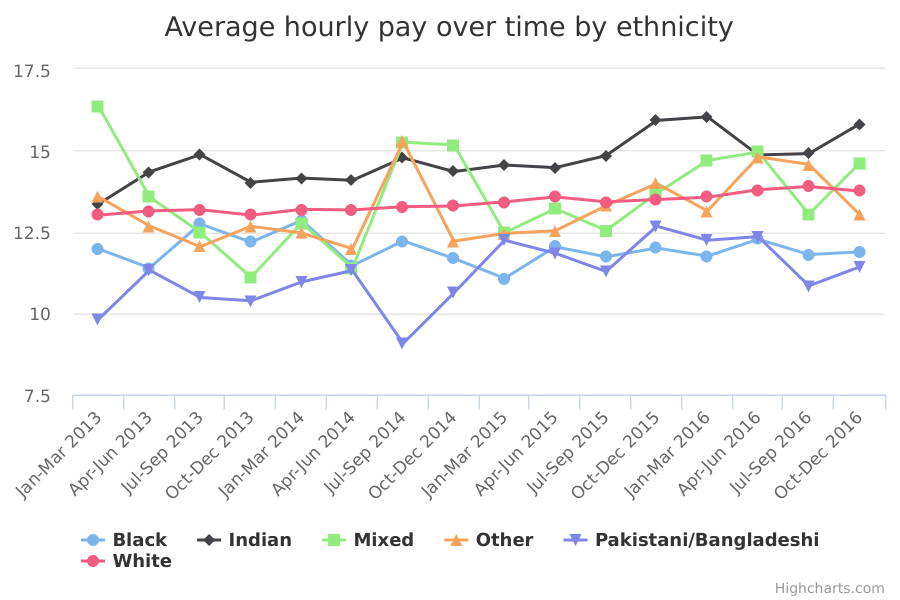 Average hourly pay over time by ethnicity
17.5
15
12.5
10
7.5
Jan-Mar 2013
Apr-Jun 2013
Jul-Sep 2013
Oct-Dec 2013
Jan-Mar 2014
Apr-Jun 2014
Jul-Sep 2014
Oct-Dec 2014
Jan-Mar 2015
Apr-Jun 2015
Jul-Sep 2015
Oct-Dec 2015
Jan-Mar 2016
Apr-Jun 2016
Jul-Sep 2016
Oct-Dec 2016
Black Indian Mixed Other Pakistani/Bangladeshi
White
Highcharts.com